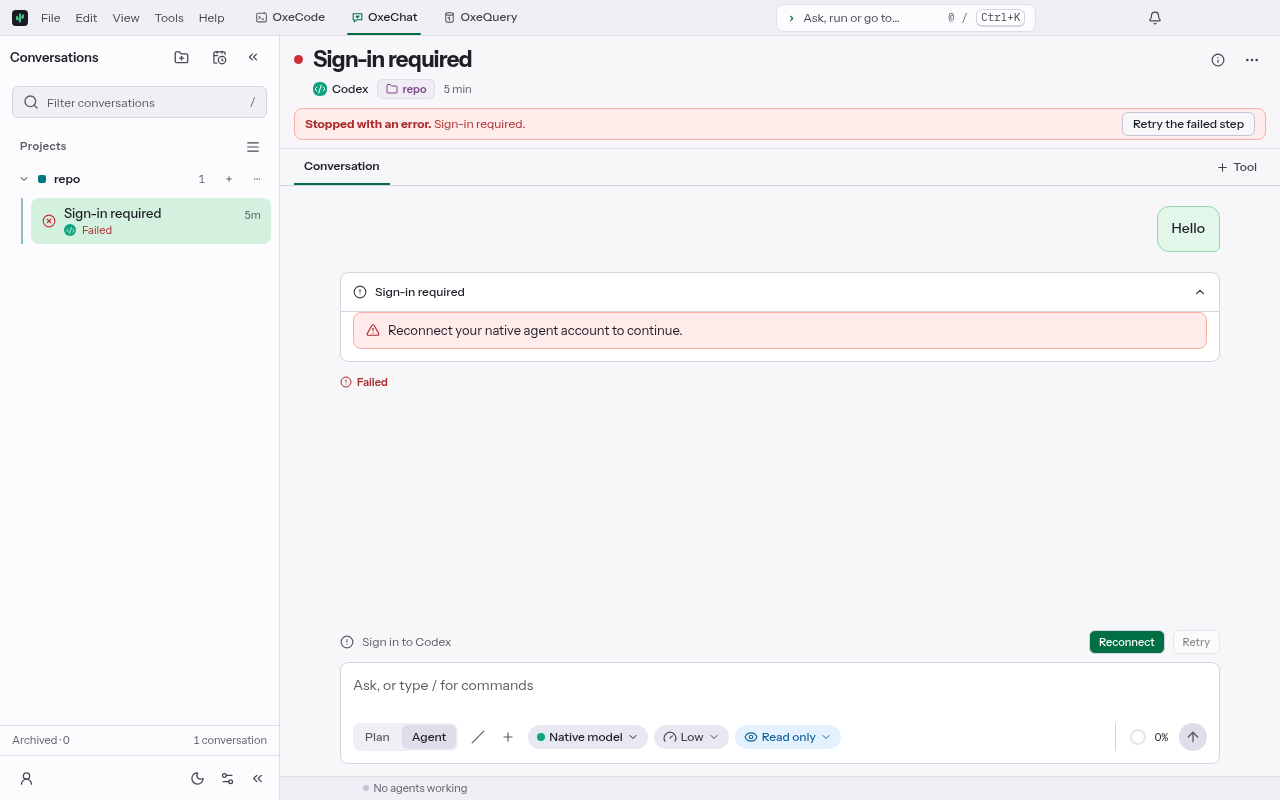 File Edit View Tools Help OxeCode OxeChat OxeQuery Ask, run or go to... @ / Ctrl+K
Conversations
Filter conversations /
Projects
repo 1 + ...
Sign-in required 5m
Failed
Archived · 0 1 conversation
Sign-in required
Codex repo 5 min
Stopped with an error. Sign-in required. Retry the failed step
Conversation + Tool
Hello
Sign-in required
Reconnect your native agent account to continue.
Failed
Sign in to Codex Reconnect Retry
Ask, or type / for commands
Plan Agent Native model Low Read only 0%
No agents working